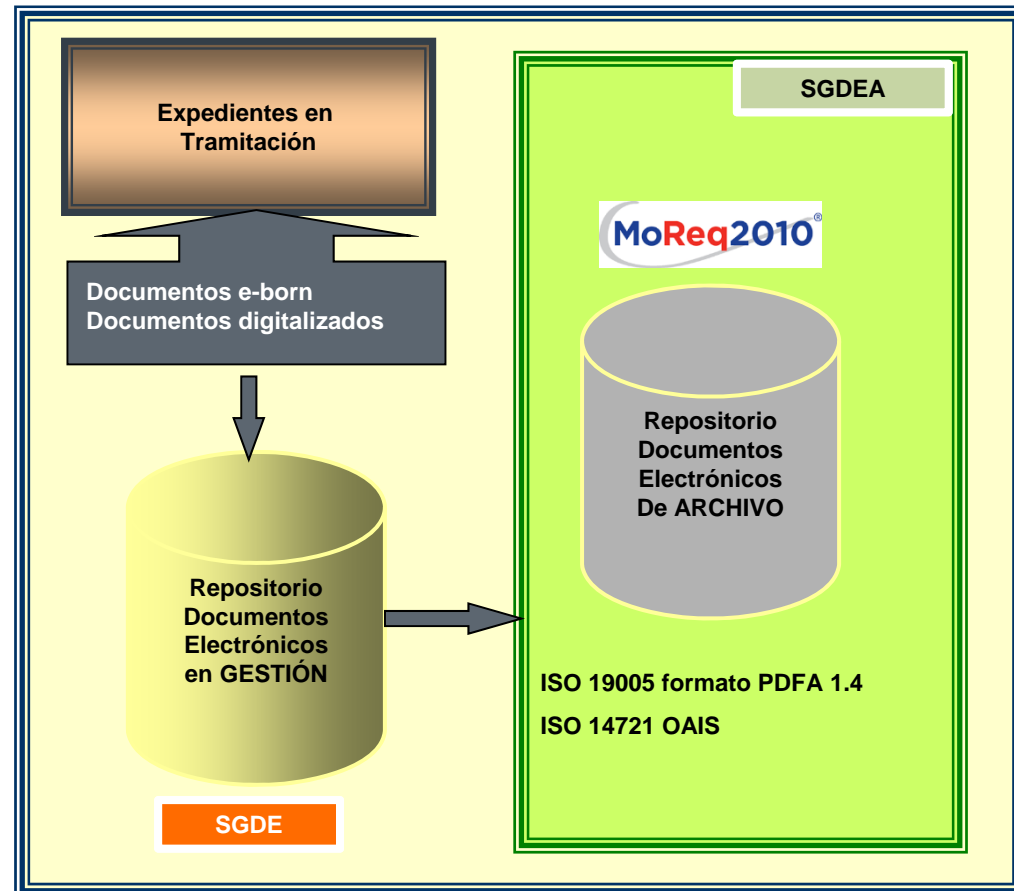 Expedientes en
Tramitación
Documentos e-born
Documentos digitalizados
Repositorio
Documentos
Electrónicos
en GESTIÓN
SGDE
SGDEA
MoReq2010®
Repositorio
Documentos
Electrónicos
De ARCHIVO
ISO 19005 formato PDFA 1.4
ISO 14721 OAIS